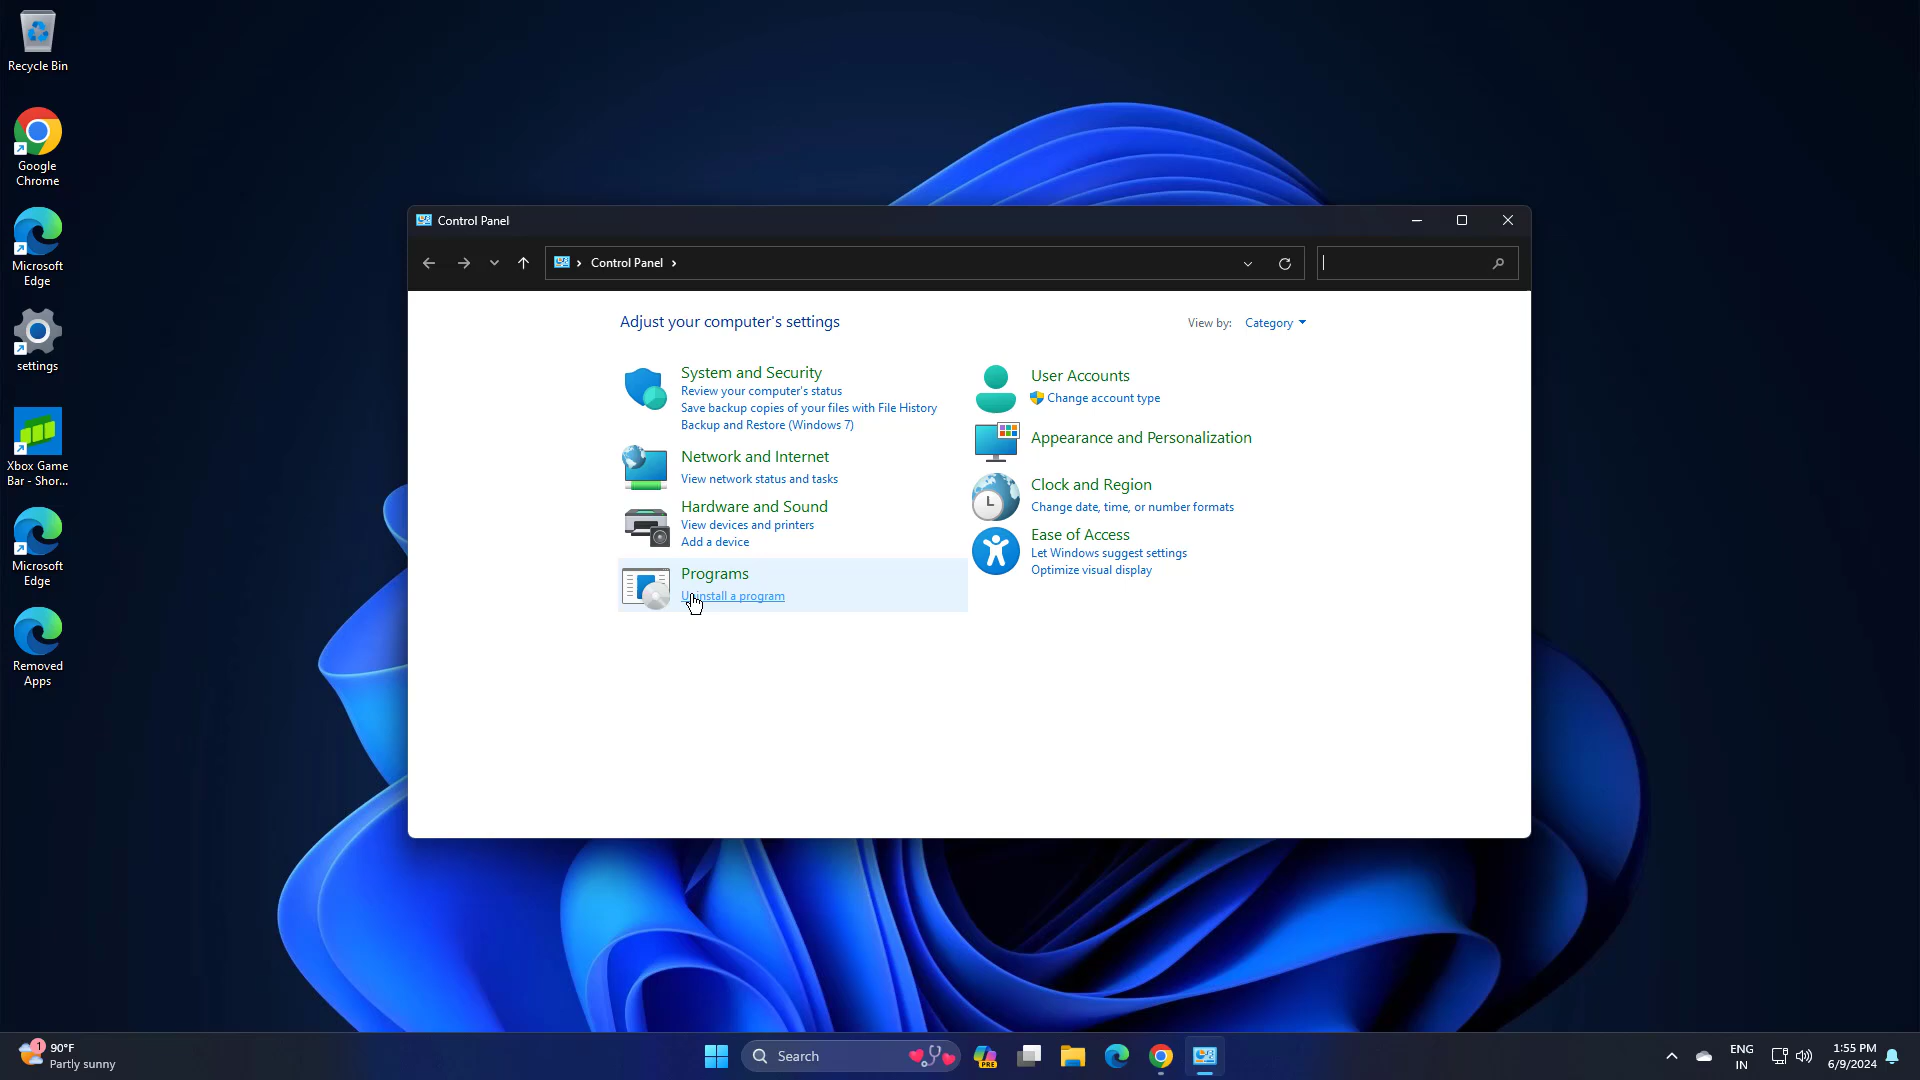 Recycle Bin
Google
Chrome
Microsoft
Edge
settings
Xbox Game
Bar - Shor...
Microsoft
Edge
Removed
Apps
Control Panel
Control Panel
Adjust your computer's settings
View by: Category
System and Security
Review your computer's status
Save backup copies of your files with File History
Backup and Restore (Windows 7)
Network and Internet
View network status and tasks
Hardware and Sound
View devices and printers
Add a device
Programs
Uninstall a program
User Accounts
Change account type
Appearance and Personalization
Clock and Region
Change date, time, or number formats
Ease of Access
Let Windows suggest settings
Optimize visual display
1
90°F
Partly sunny
Search
PRE
ENG
IN
1:55 PM
6/9/2024